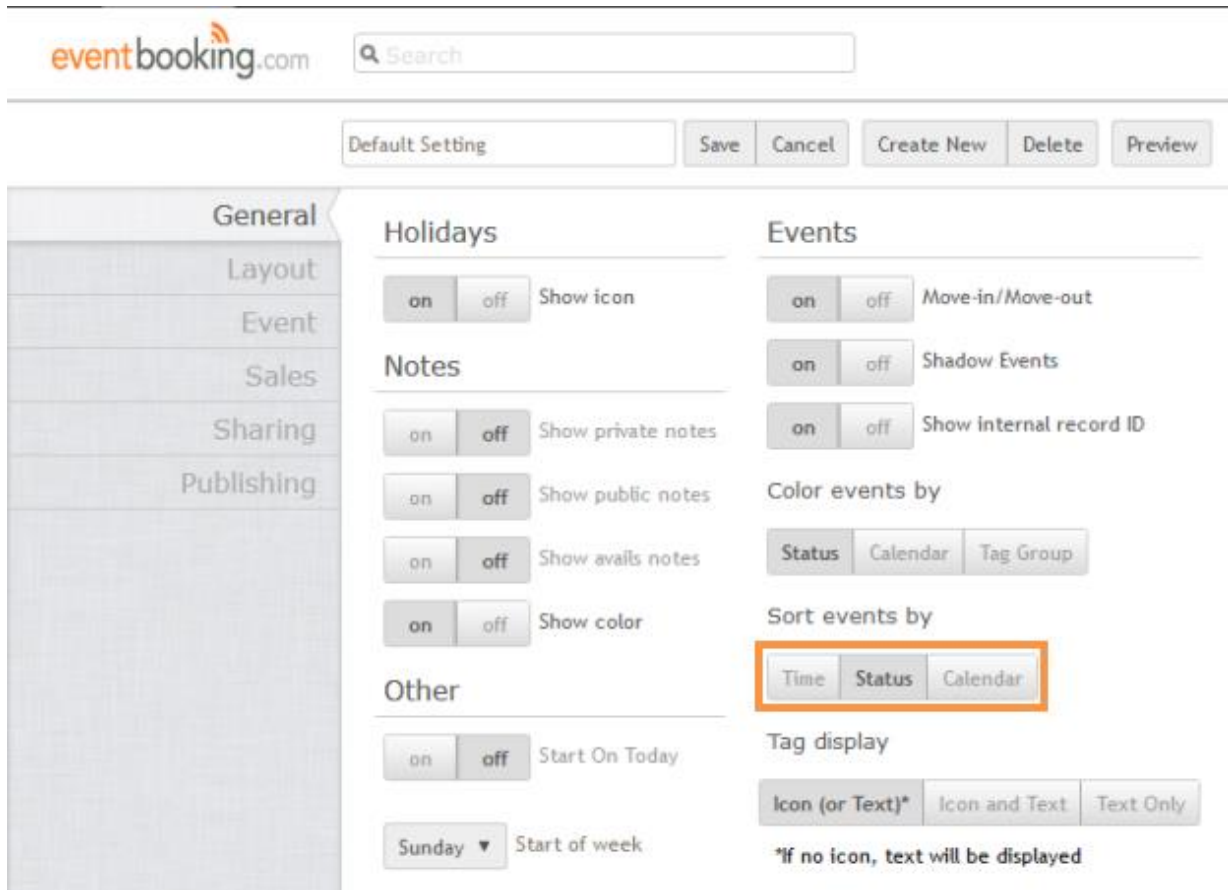 eventbooking.com
Search
Default Setting
Save
Cancel
Create New
Delete
Preview
General
Layout
Event
Sales
Sharing
Publishing
Holidays
on off Show icon
Notes
on off Show private notes
on off Show public notes
on off Show avails notes
on off Show color
Other
on off Start On Today
Sunday ▼ Start of week
Events
on off Move-in/Move-out
on off Shadow Events
on off Show internal record ID
Color events by
Status Calendar Tag Group
Sort events by
Time Status Calendar
Tag display
Icon (or Text)* Icon and Text Text Only
*If no icon, text will be displayed